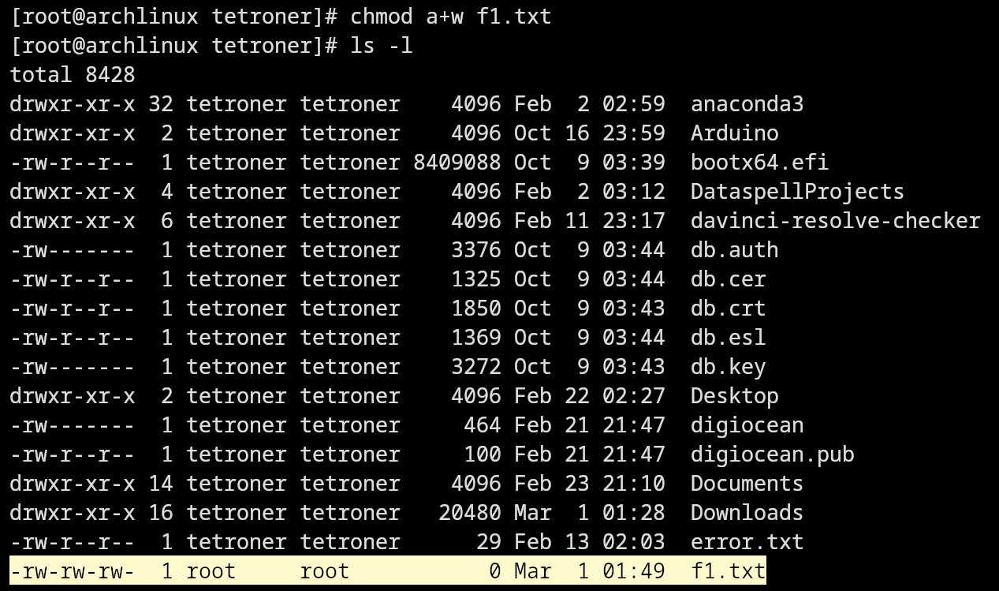 [root@archlinux tetroner]# chmod a+w f1.txt
[root@archlinux tetroner]# ls -l
total 8428
drwxr-xr-x 32 tetroner tetroner    4096 Feb  2 02:59  anaconda3
drwxr-xr-x  2 tetroner tetroner    4096 Oct 16 23:59  Arduino
-rw-r--r--  1 tetroner tetroner 8409088 Oct  9 03:39  bootx64.efi
drwxr-xr-x  4 tetroner tetroner    4096 Feb  2 03:12  DataspellProjects
drwxr-xr-x  6 tetroner tetroner    4096 Feb 11 23:17  davinci-resolve-checker
-rw-------  1 tetroner tetroner    3376 Oct  9 03:44  db.auth
-rw-r--r--  1 tetroner tetroner    1325 Oct  9 03:44  db.cer
-rw-r--r--  1 tetroner tetroner    1850 Oct  9 03:43  db.crt
-rw-r--r--  1 tetroner tetroner    1369 Oct  9 03:44  db.esl
-rw-------  1 tetroner tetroner    3272 Oct  9 03:43  db.key
drwxr-xr-x  2 tetroner tetroner    4096 Feb 22 02:27  Desktop
-rw-------  1 tetroner tetroner     464 Feb 21 21:47  digiocean
-rw-r--r--  1 tetroner tetroner     100 Feb 21 21:47  digiocean.pub
drwxr-xr-x 14 tetroner tetroner    4096 Feb 23 21:10  Documents
drwxr-xr-x 16 tetroner tetroner   20480 Mar  1 01:28  Downloads
-rw-r--r--  1 tetroner tetroner      29 Feb 13 02:03  error.txt
-rw-rw-rw-  1 root     root           0 Mar  1 01:49  f1.txt